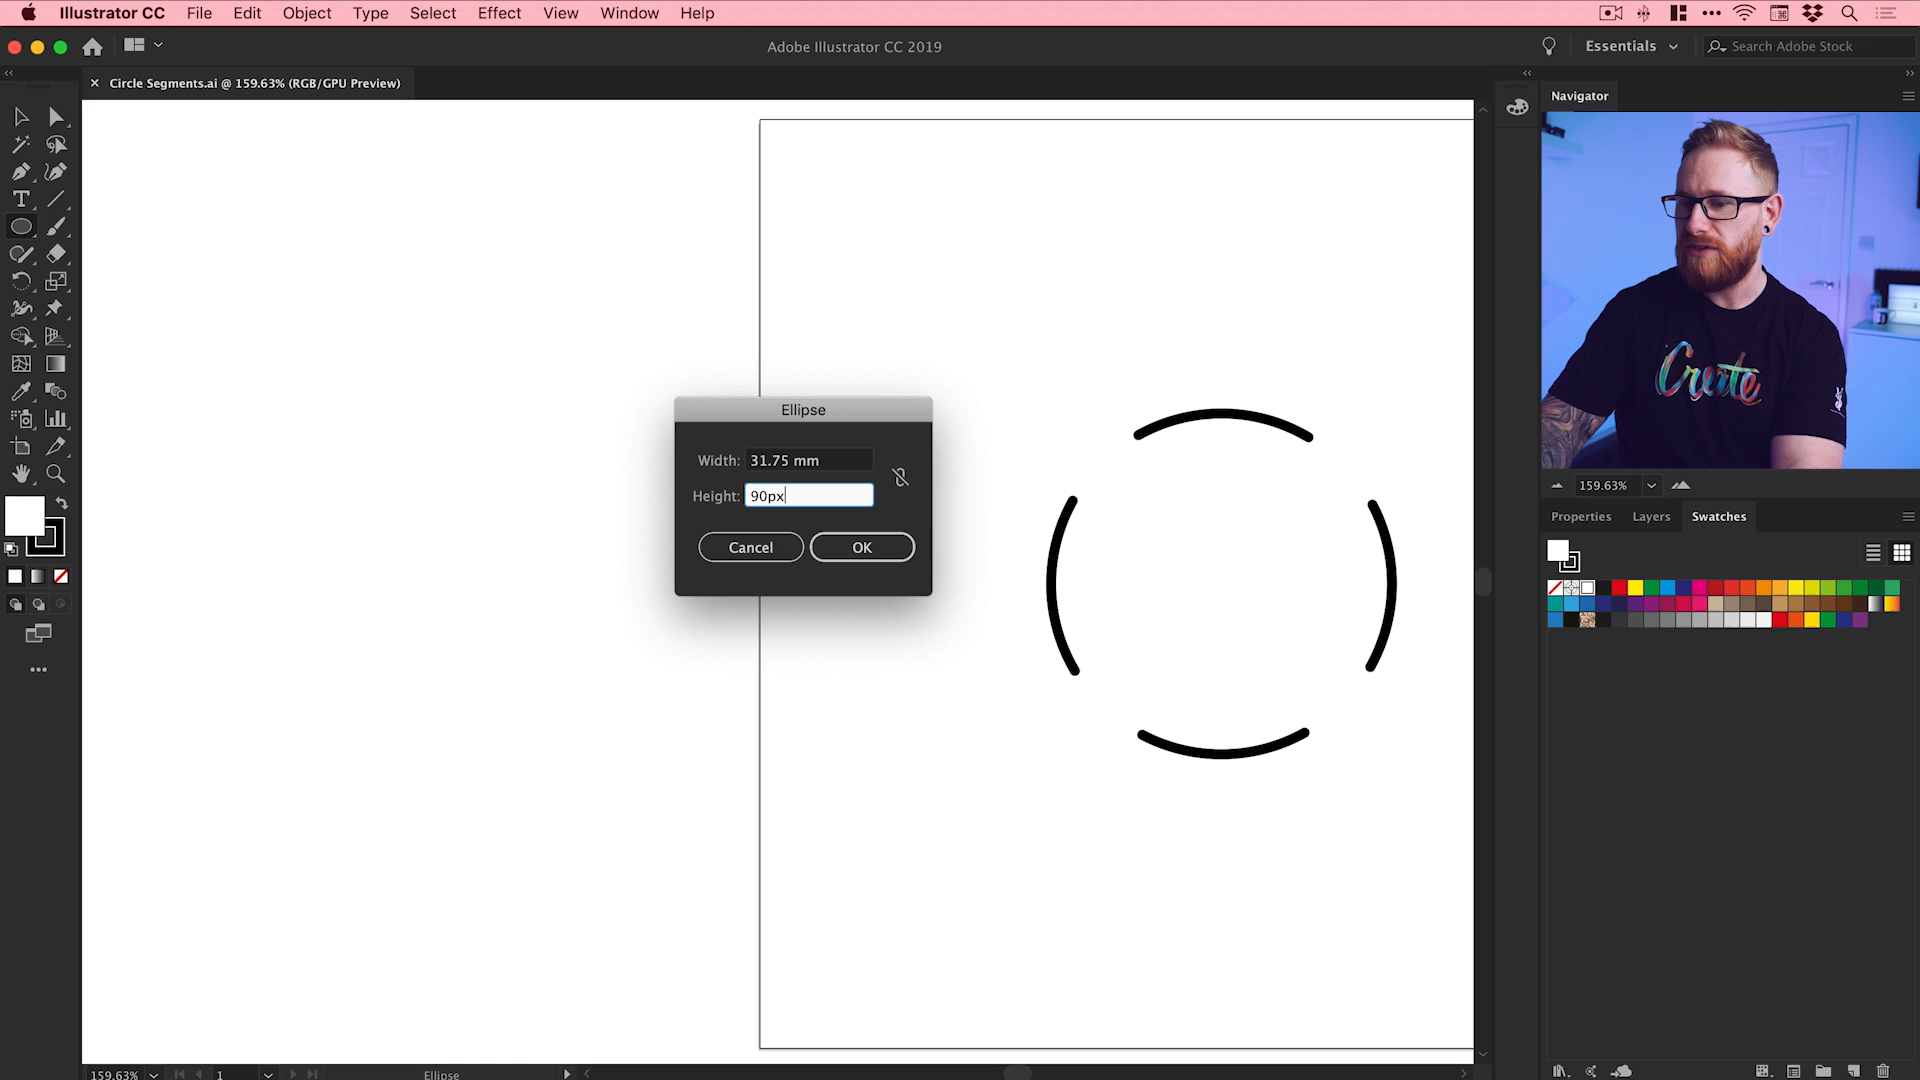 Illustrator CC File Edit Object Type Select Effect View Window Help
Adobe Illustrator CC 2019
Essentials
Search Adobe Stock
× Circle Segments.ai @ 159.63% (RGB/GPU Preview)
Navigator
Create
Ellipse
Width: 31.75 mm
Height: 90px
Cancel OK
159.63%
Properties Layers Swatches
159.63% 1 Ellipse